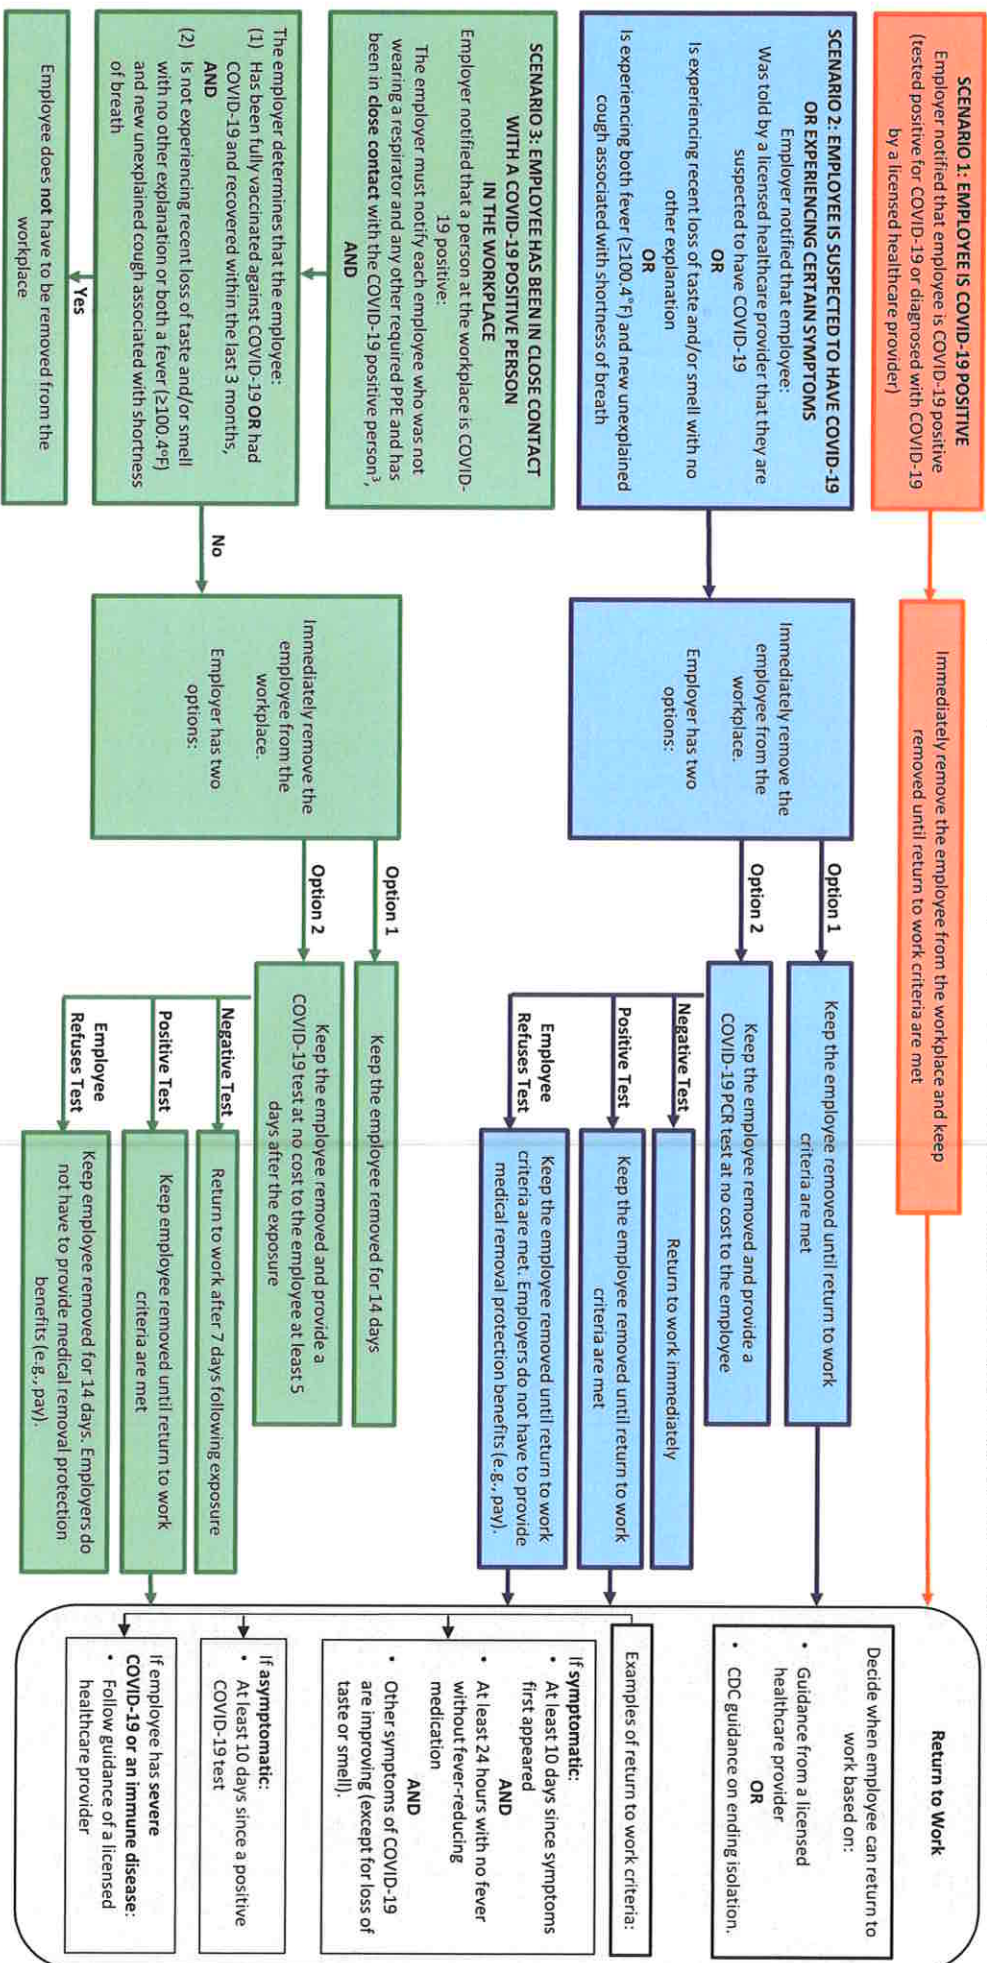 SCENARIO 1: EMPLOYEE IS COVID-19 POSITIVE
Employer notified that employee is COVID-19 positive
(tested positive for COVID-19 or diagnosed with COVID-19
by a licensed healthcare provider)
Immediately remove the employee from the workplace and keep
removed until return to work criteria are met
SCENARIO 2: EMPLOYEE IS SUSPECTED TO HAVE COVID-19
OR EXPERIENCING CERTAIN SYMPTOMS
Employer notified that employee:
Was told by a licensed healthcare provider that they are
suspected to have COVID-19
OR
Is experiencing recent loss of taste and/or smell with no
other explanation
OR
Is experiencing both fever (≥100.4°F) and new unexplained
cough associated with shortness of breath
Immediately remove the
employee from the
workplace.
Employer has two
options:
Option 1
Keep the employee removed until return to work
criteria are met
Option 2
Keep the employee removed and provide a
COVID-19 PCR test at no cost to the employee
Negative Test
Return to work immediately
Positive Test
Keep the employee removed until return to work
criteria are met
Employee
Refuses Test
Keep the employee removed until return to work
criteria are met. Employers do not have to provide
medical removal protection benefits (e.g., pay).
SCENARIO 3: EMPLOYEE HAS BEEN IN CLOSE CONTACT
WITH A COVID-19 POSITIVE PERSON
IN THE WORKPLACE
Employer notified that a person at the workplace is COVID-
19 positive:
The employer must notify each employee who was not
wearing a respirator and any other required PPE and has
been in close contact with the COVID-19 positive person³,
AND
The employer determines that the employee:
(1) Has been fully vaccinated against COVID-19 OR had
COVID-19 and recovered within the last 3 months,
AND
(2) Is not experiencing recent loss of taste and/or smell
with no other explanation or both a fever (≥100.4°F)
and new unexplained cough associated with shortness
of breath
Yes
Employee does not have to be removed from the
workplace
No
Immediately remove the
employee from the
workplace.
Employer has two
options:
Option 1
Keep the employee removed for 14 days
Option 2
Keep the employee removed and provide a
COVID-19 test at no cost to the employee at least 5
days after the exposure
Negative Test
Return to work after 7 days following exposure
Positive Test
Keep employee removed until return to work
criteria are met
Employee
Refuses Test
Keep employee removed for 14 days. Employers do
not have to provide medical removal protection
benefits (e.g., pay).
Return to Work
Decide when employee can return to
work based on:
• Guidance from a licensed
healthcare provider
OR
• CDC guidance on ending isolation.
Examples of return to work criteria:
If symptomatic:
• At least 10 days since symptoms
first appeared
AND
• At least 24 hours with no fever
without fever-reducing
medication
AND
• Other symptoms of COVID-19
are improving (except for loss of
taste or smell).
If asymptomatic:
• At least 10 days since a positive
COVID-19 test
If employee has severe
COVID-19 or an immune disease:
• Follow guidance of a licensed
healthcare provider